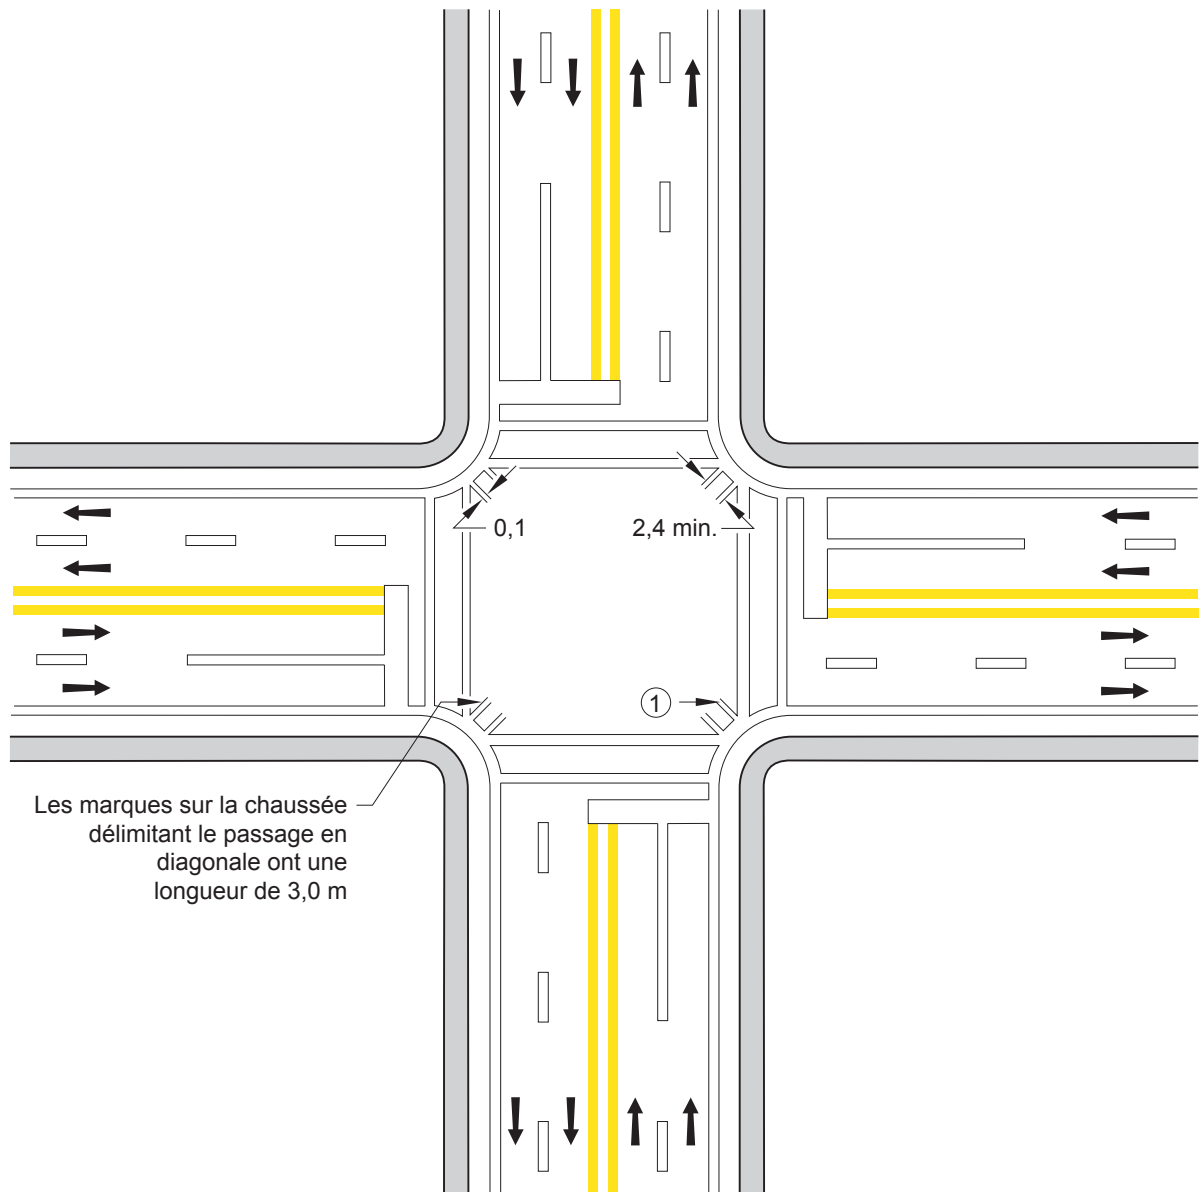 0,1
2,4 min.
1
Les marques sur la chaussée
délimitant le passage en
diagonale ont une
longueur de 3,0 m